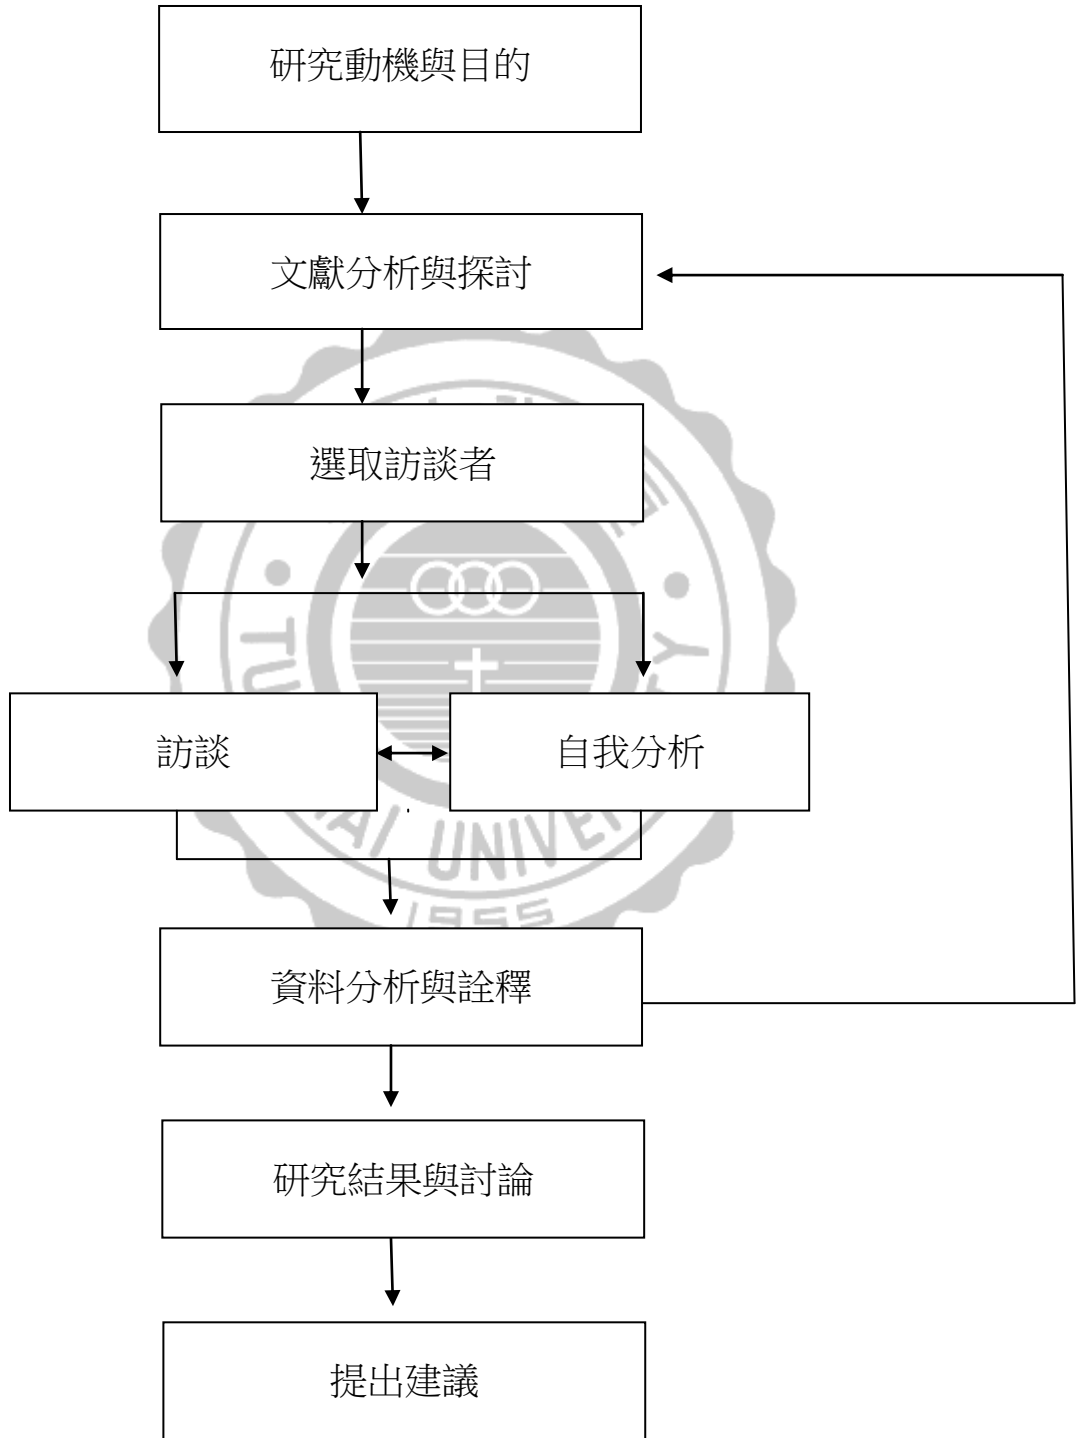 研究動機與目的
文獻分析與探討
選取訪談者
訪談
自我分析
資料分析與詮釋
研究結果與討論
提出建議
1955